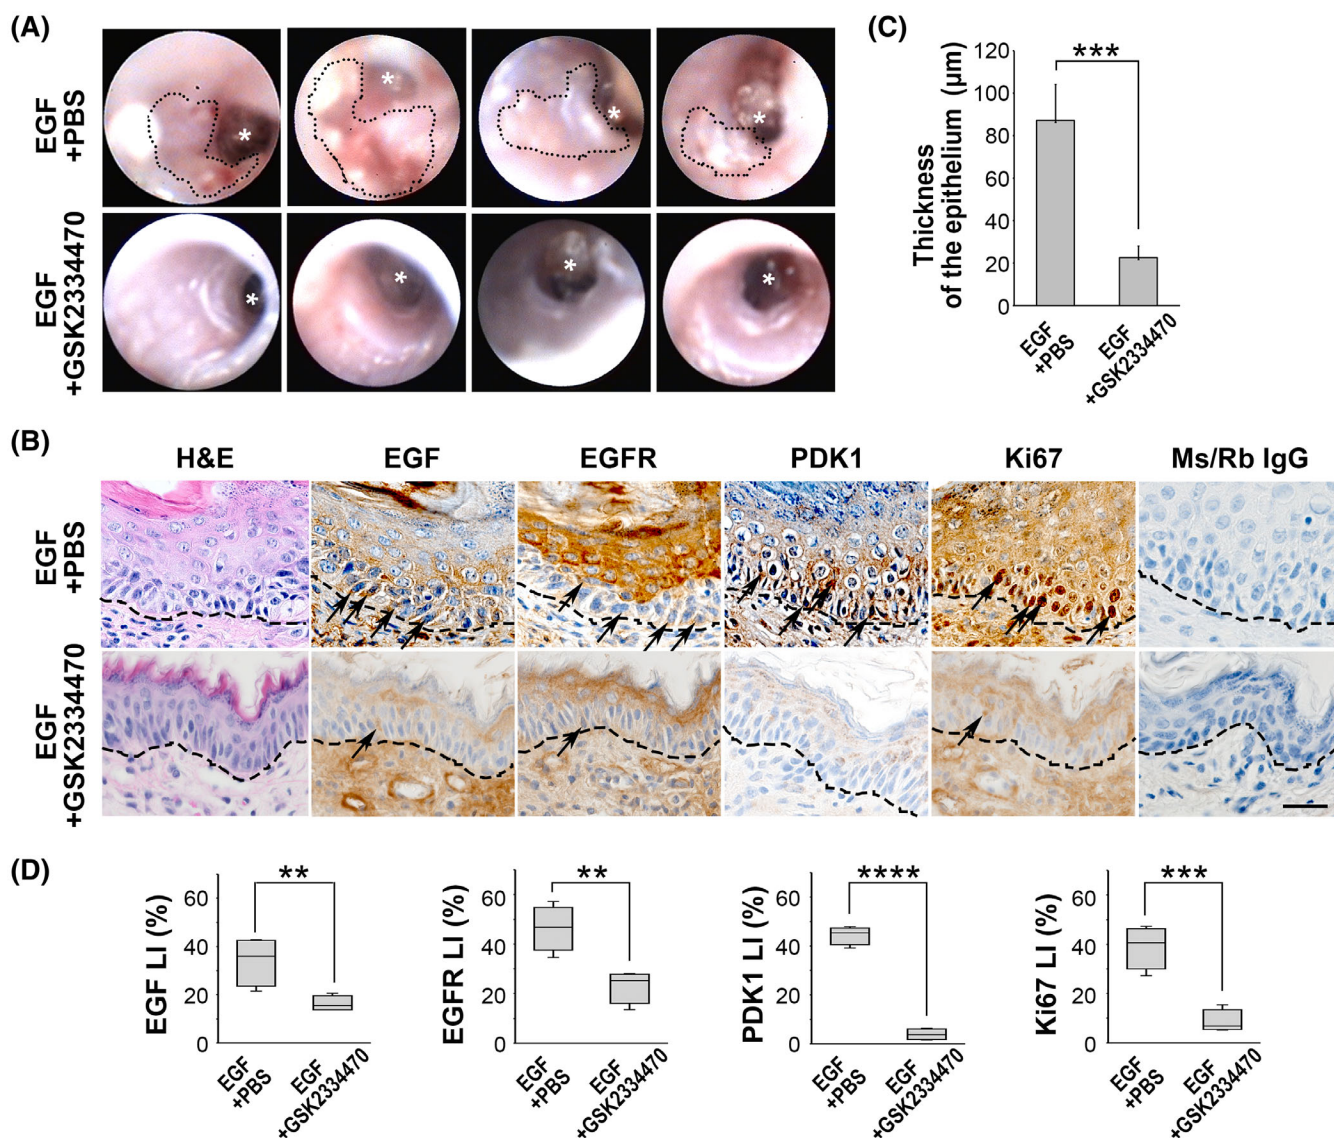 (A)
EGF
+PBS
* * * *
EGF
+GSK2334470
* * * *
(C)
Thickness
of the epithelium (μm)
120
100
80
60
40
20
0
***
EGF
+PBS
EGF
+GSK2334470
(B)
H&E EGF EGFR PDK1 Ki67 Ms/Rb IgG
EGF
+PBS
EGF
+GSK2334470
(D)
EGF LI (%)
60
40
20
0
**
EGF
+PBS
EGF
+GSK2334470
EGFR LI (%)
60
40
20
0
**
EGF
+PBS
EGF
+GSK2334470
PDK1 LI (%)
60
40
20
0
****
EGF
+PBS
EGF
+GSK2334470
Ki67 LI (%)
60
40
20
0
***
EGF
+PBS
EGF
+GSK2334470